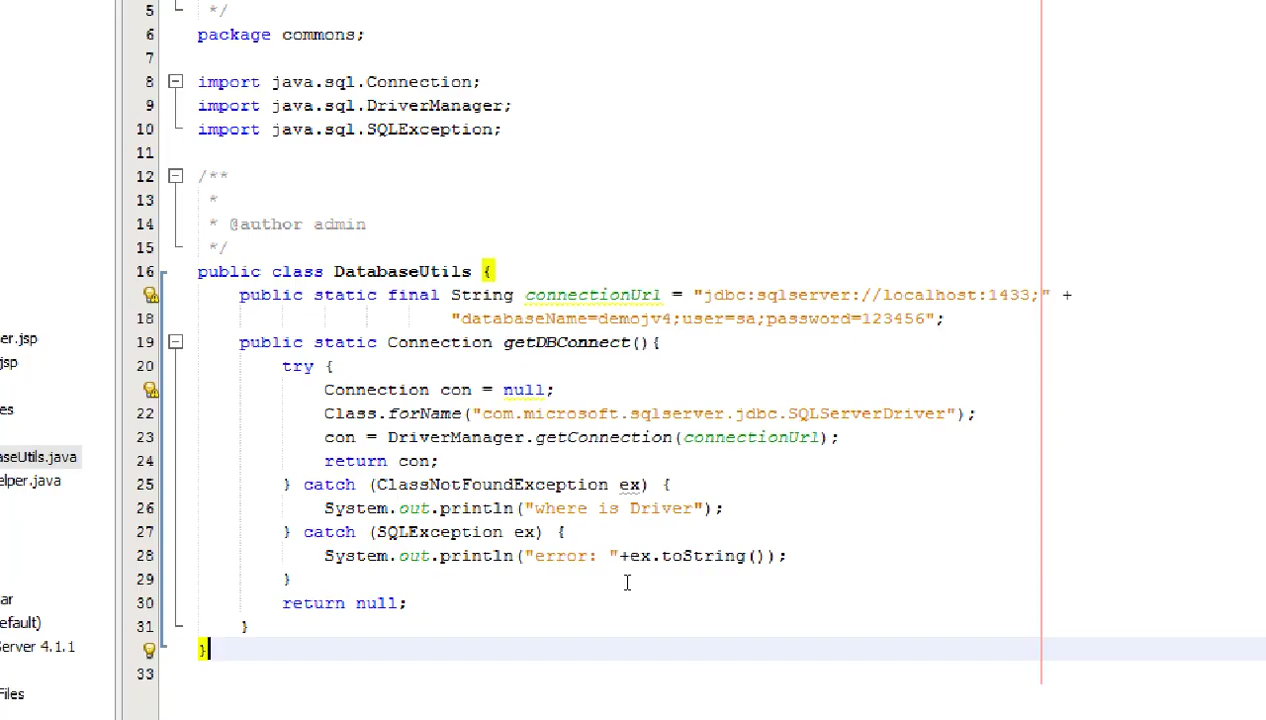 5 */
6 package commons;
7
8 import java.sql.Connection;
9 import java.sql.DriverManager;
10 import java.sql.SQLException;
11
12 /**
13 *
14 * @author admin
15 */
16 public class DatabaseUtils {
public static final String connectionUrl = "jdbc:sqlserver://localhost:1433;" +
18 "databaseName=demojv4;user=sa;password=123456";
19 public static Connection getDBConnect(){
20 try {
Connection con = null;
22 Class.forName("com.microsoft.sqlserver.jdbc.SQLServerDriver");
23 con = DriverManager.getConnection(connectionUrl);
24 return con;
25 } catch (ClassNotFoundException ex) {
26 System.out.println("where is Driver");
27 } catch (SQLException ex) {
28 System.out.println("error: "+ex.toString());
29 }
30 return null;
31 }
}
33
er.jsp
jsp
es
aseUtils.java
elper.java
ar
efault)
Server 4.1.1
Files